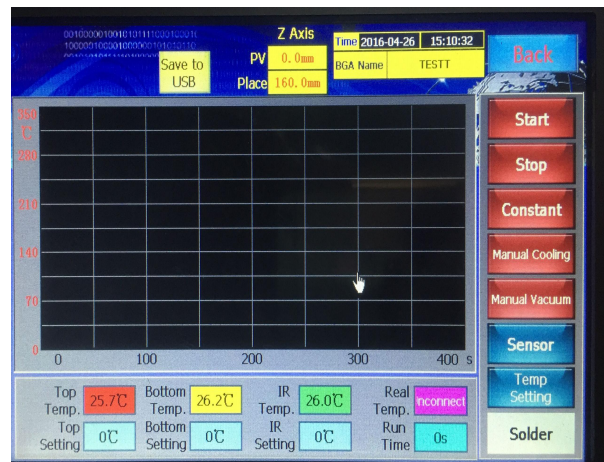 Z Axis
Time 2016-04-26 15:10:32
Save to
USB
PV 0.0mm
BGA Name TESTT
Place 160.0mm
Back
350
℃
280
210
140
70
0
0 100 200 300 400 s
Start
Stop
Constant
Manual Cooling
Manual Vacuum
Sensor
Temp
Setting
Solder
Top
Temp. 25.7℃
Bottom
Temp. 26.2℃
IR
Temp. 26.0℃
Real
Temp. nconnect
Top
Setting 0℃
Bottom
Setting 0℃
IR
Setting 0℃
Run
Time 0s